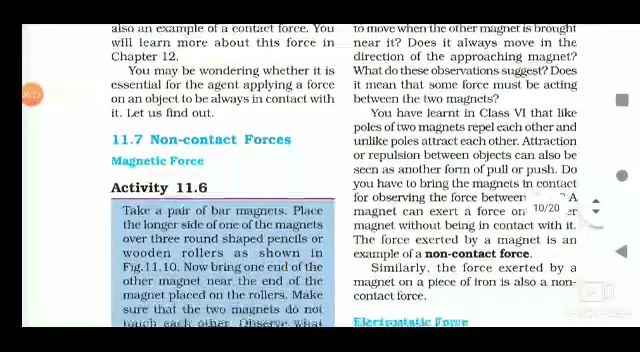 also an example of a contact force. You
will learn more about this force in
Chapter 12.
You may be wondering whether it is
essential for the agent applying a force
on an object to be always in contact with
it. Let us find out.
11.7 Non-contact Forces
Magnetic Force
Activity 11.6
Take a pair of bar magnets. Place
the longer side of one of the magnets
over three round shaped pencils or
wooden rollers as shown in
Fig.11.10. Now bring one end of the
other magnet near the end of the
magnet placed on the rollers. Make
sure that the two magnets do not
touch each other. Observe what
to move when the other magnet is brought
near it? Does it always move in the
direction of the approaching magnet?
What do these observations suggest? Does
it mean that some force must be acting
between the two magnets?
You have learnt in Class VI that like
poles of two magnets repel each other and
unlike poles attract each other. Attraction
or repulsion between objects can also be
seen as another form of pull or push. Do
you have to bring the magnets in contact
for observing the force between A
magnet can exert a force on er
magnet without being in contact with it.
The force exerted by a magnet is an
example of a non-contact force.
Similarly, the force exerted by a
magnet on a piece of iron is also a non-
contact force.
Electrostatic Force
10/20